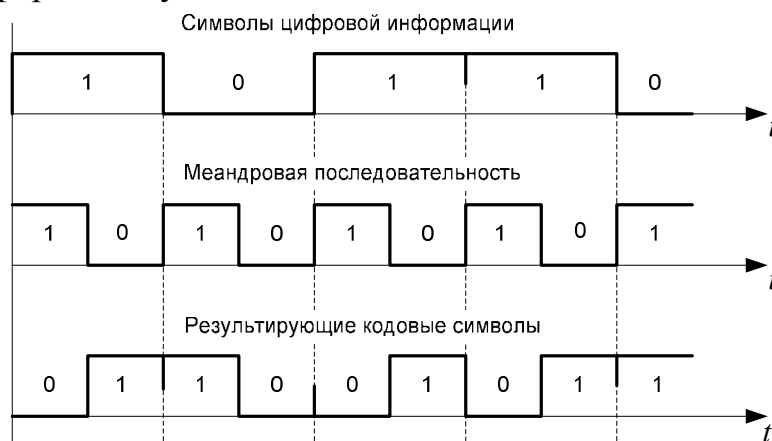 Символы цифровой информации
1 0 1 1 0
t
Меандровая последовательность
1 0 1 0 1 0 1 0 1
t
Результирующие кодовые символы
0 1 1 0 0 1 0 1 1
t